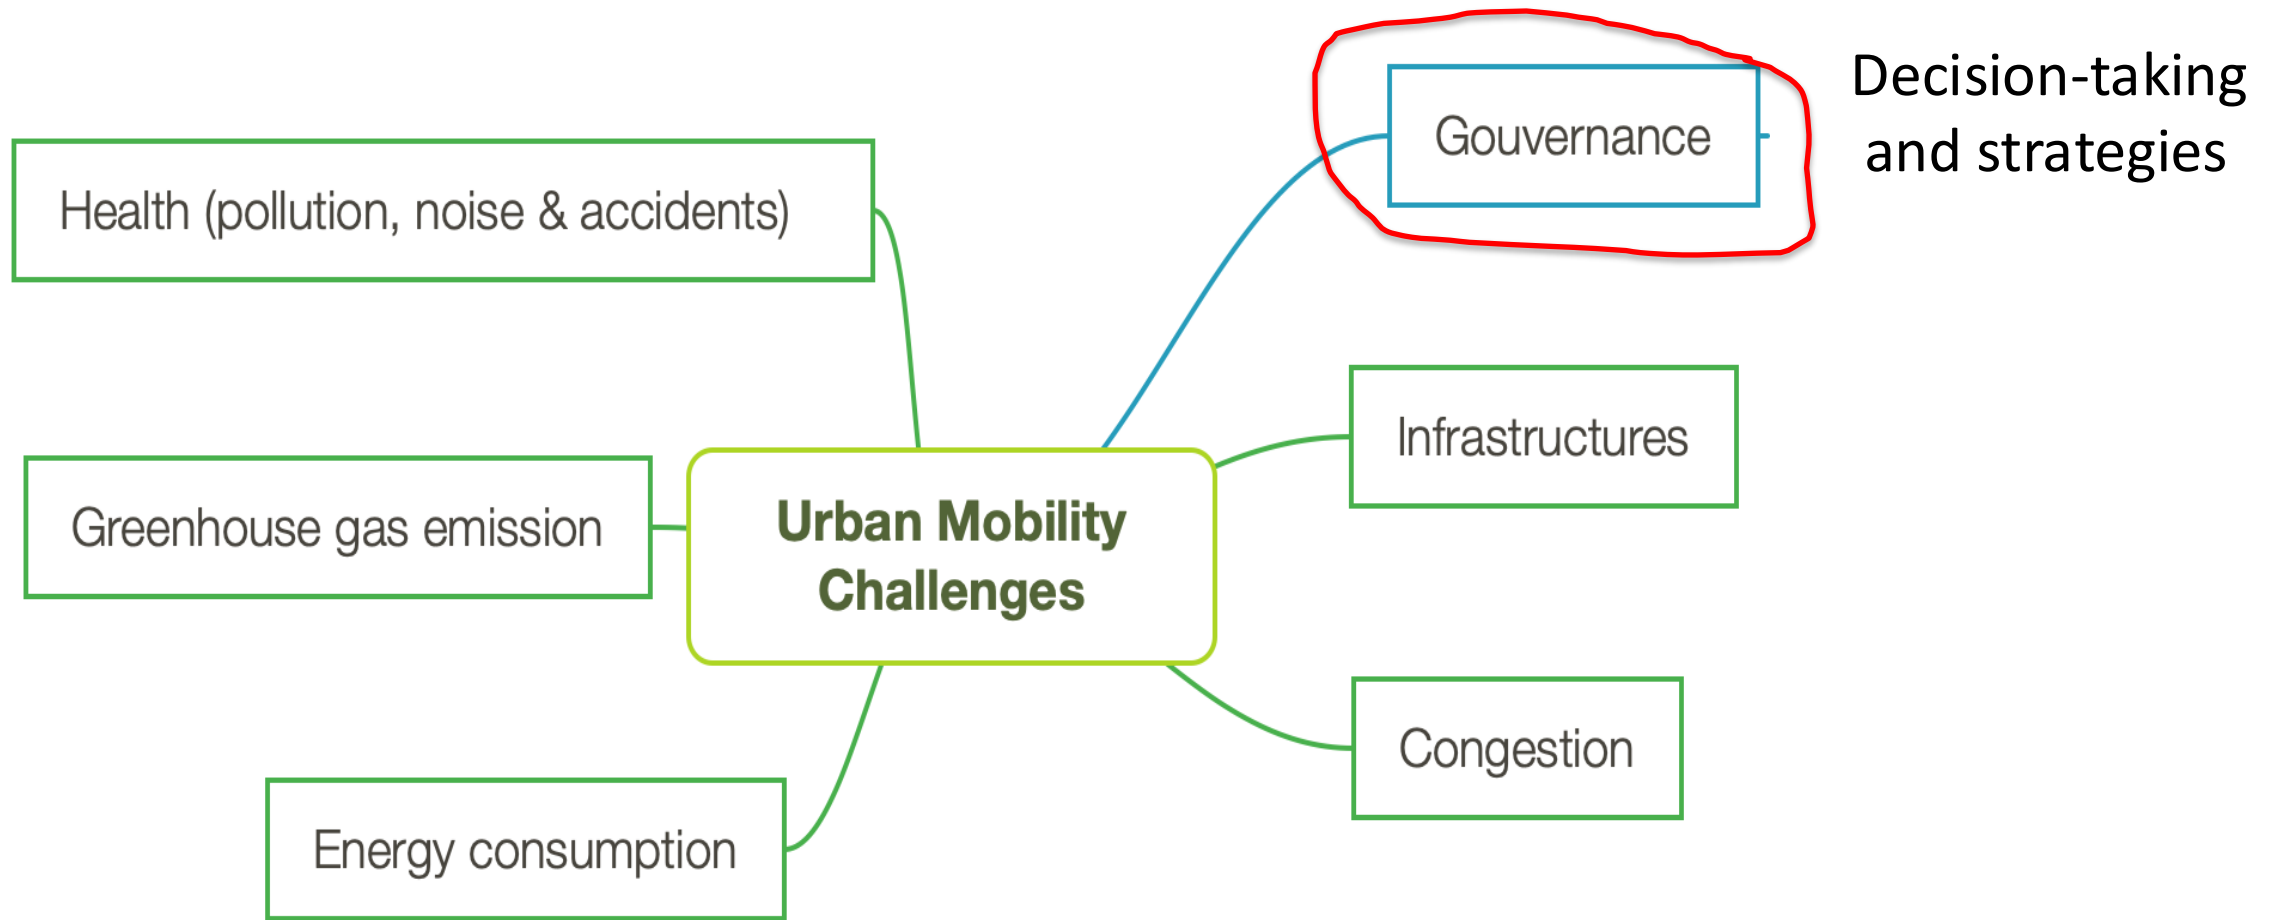 Gouvernance
Decision-taking
and strategies
Health (pollution, noise & accidents)
Infrastructures
Greenhouse gas emission
Urban Mobility
Challenges
Congestion
Energy consumption